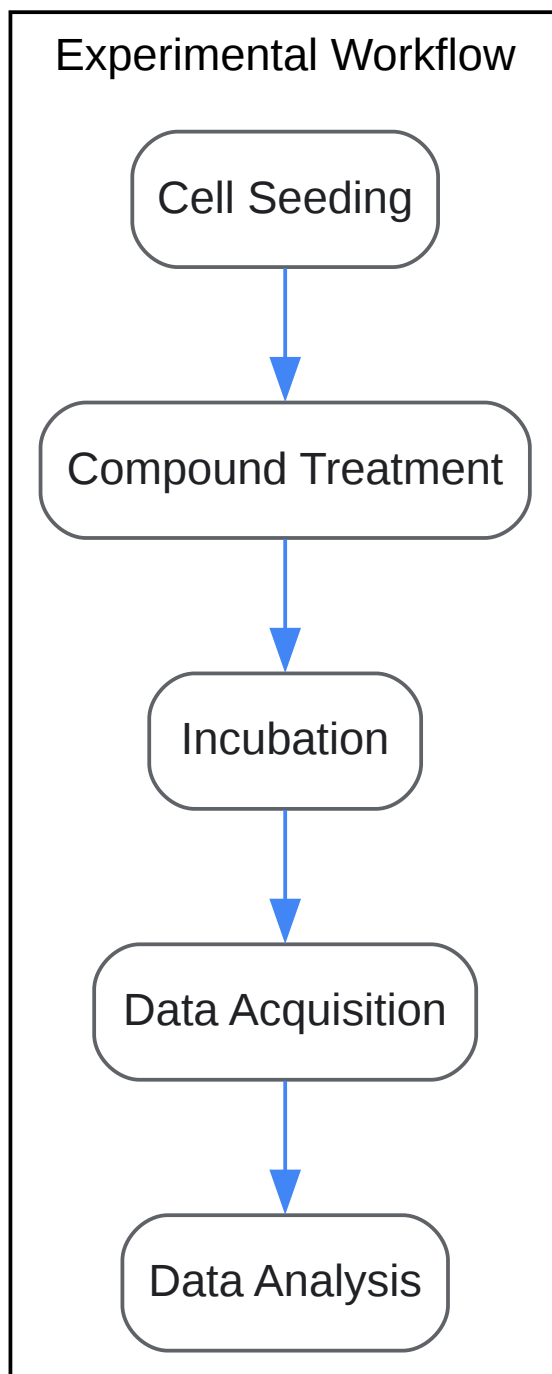 Experimental Workflow
Cell Seeding
Compound Treatment
Incubation
Data Acquisition
Data Analysis